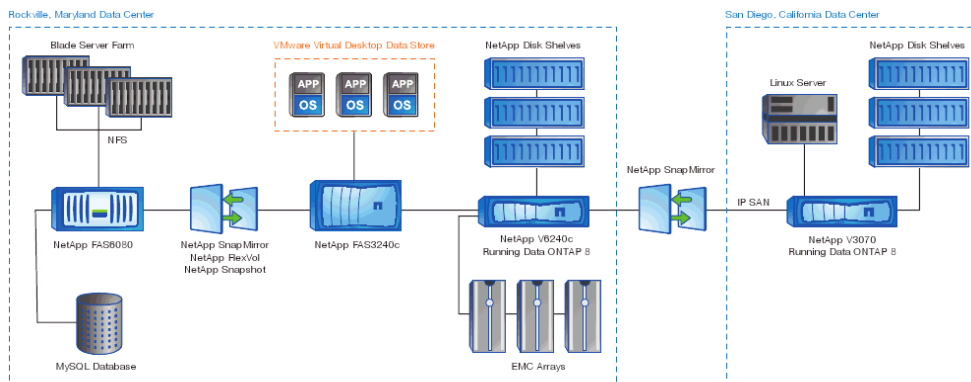 Rockville, Maryland Data Center
San Diego, California Data Center
Blade Server Farm
VMware Virtual Desktop Data Store
NetApp Disk Shelves
NetApp Disk Shelves
APP
OS
APP
OS
APP
OS
Linux Server
NFS
NetApp SnapMirror
IP SAN
NetApp FAS6080
NetApp SnapMirror
NetApp FlexVol
NetApp Snapshot
NetApp FAS3240c
NetApp V6240c
Running Data ONTAP 8
NetApp V3070
Running Data ONTAP 8
MySQL Database
EMC Arrays